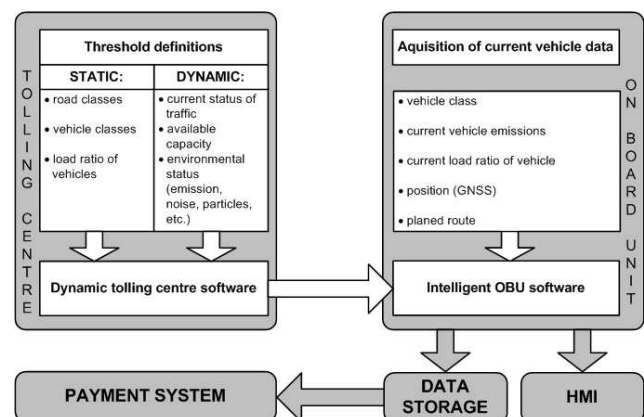 TOLLING CENTRE
Threshold definitions
STATIC:
• road classes
• vehicle classes
• load ratio of
vehicles
DYNAMIC:
• current status of
traffic
• available
capacity
• environmental
status
(emission,
noise, particles,
etc.)
Dynamic tolling centre software
ON BOARD UNIT
Aquisition of current vehicle data
• vehicle class
• current vehicle emissions
• current load ratio of vehicle
• position (GNSS)
• planed route
Intelligent OBU software
PAYMENT SYSTEM
DATA
STORAGE
HMI